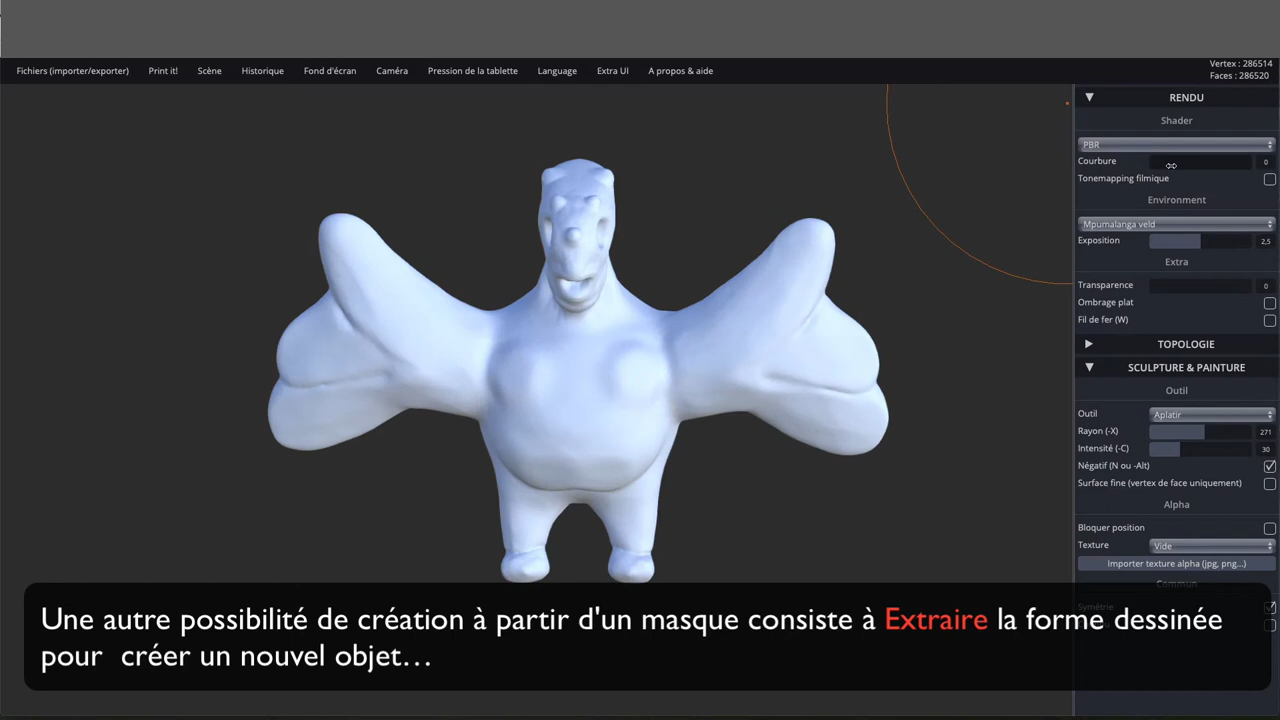 Fichiers (importer/exporter) Print it! Scène Historique Fond d'écran Caméra Pression de la tablette Language Extra UI A propos & aide
Vertex : 286514
Faces : 286520
RENDU
Shader
PBR
Courbure 0
Tonemapping filmique
Environment
Mpumalanga veld
Exposition 2,5
Extra
Transparence 0
Ombrage plat
Fil de fer (W)
TOPOLOGIE
SCULPTURE & PAINTURE
Outil
Outil Aplatir
Rayon (-X) 271
Intensité (-C) 30
Négatif (N ou -Alt)
Surface fine (vertex de face uniquement)
Alpha
Bloquer position
Texture Vide
Importer texture alpha (jpg, png...)
Commun
Symétrie
Une autre possibilité de création à partir d'un masque consiste à Extraire la forme dessinée
pour créer un nouvel objet…